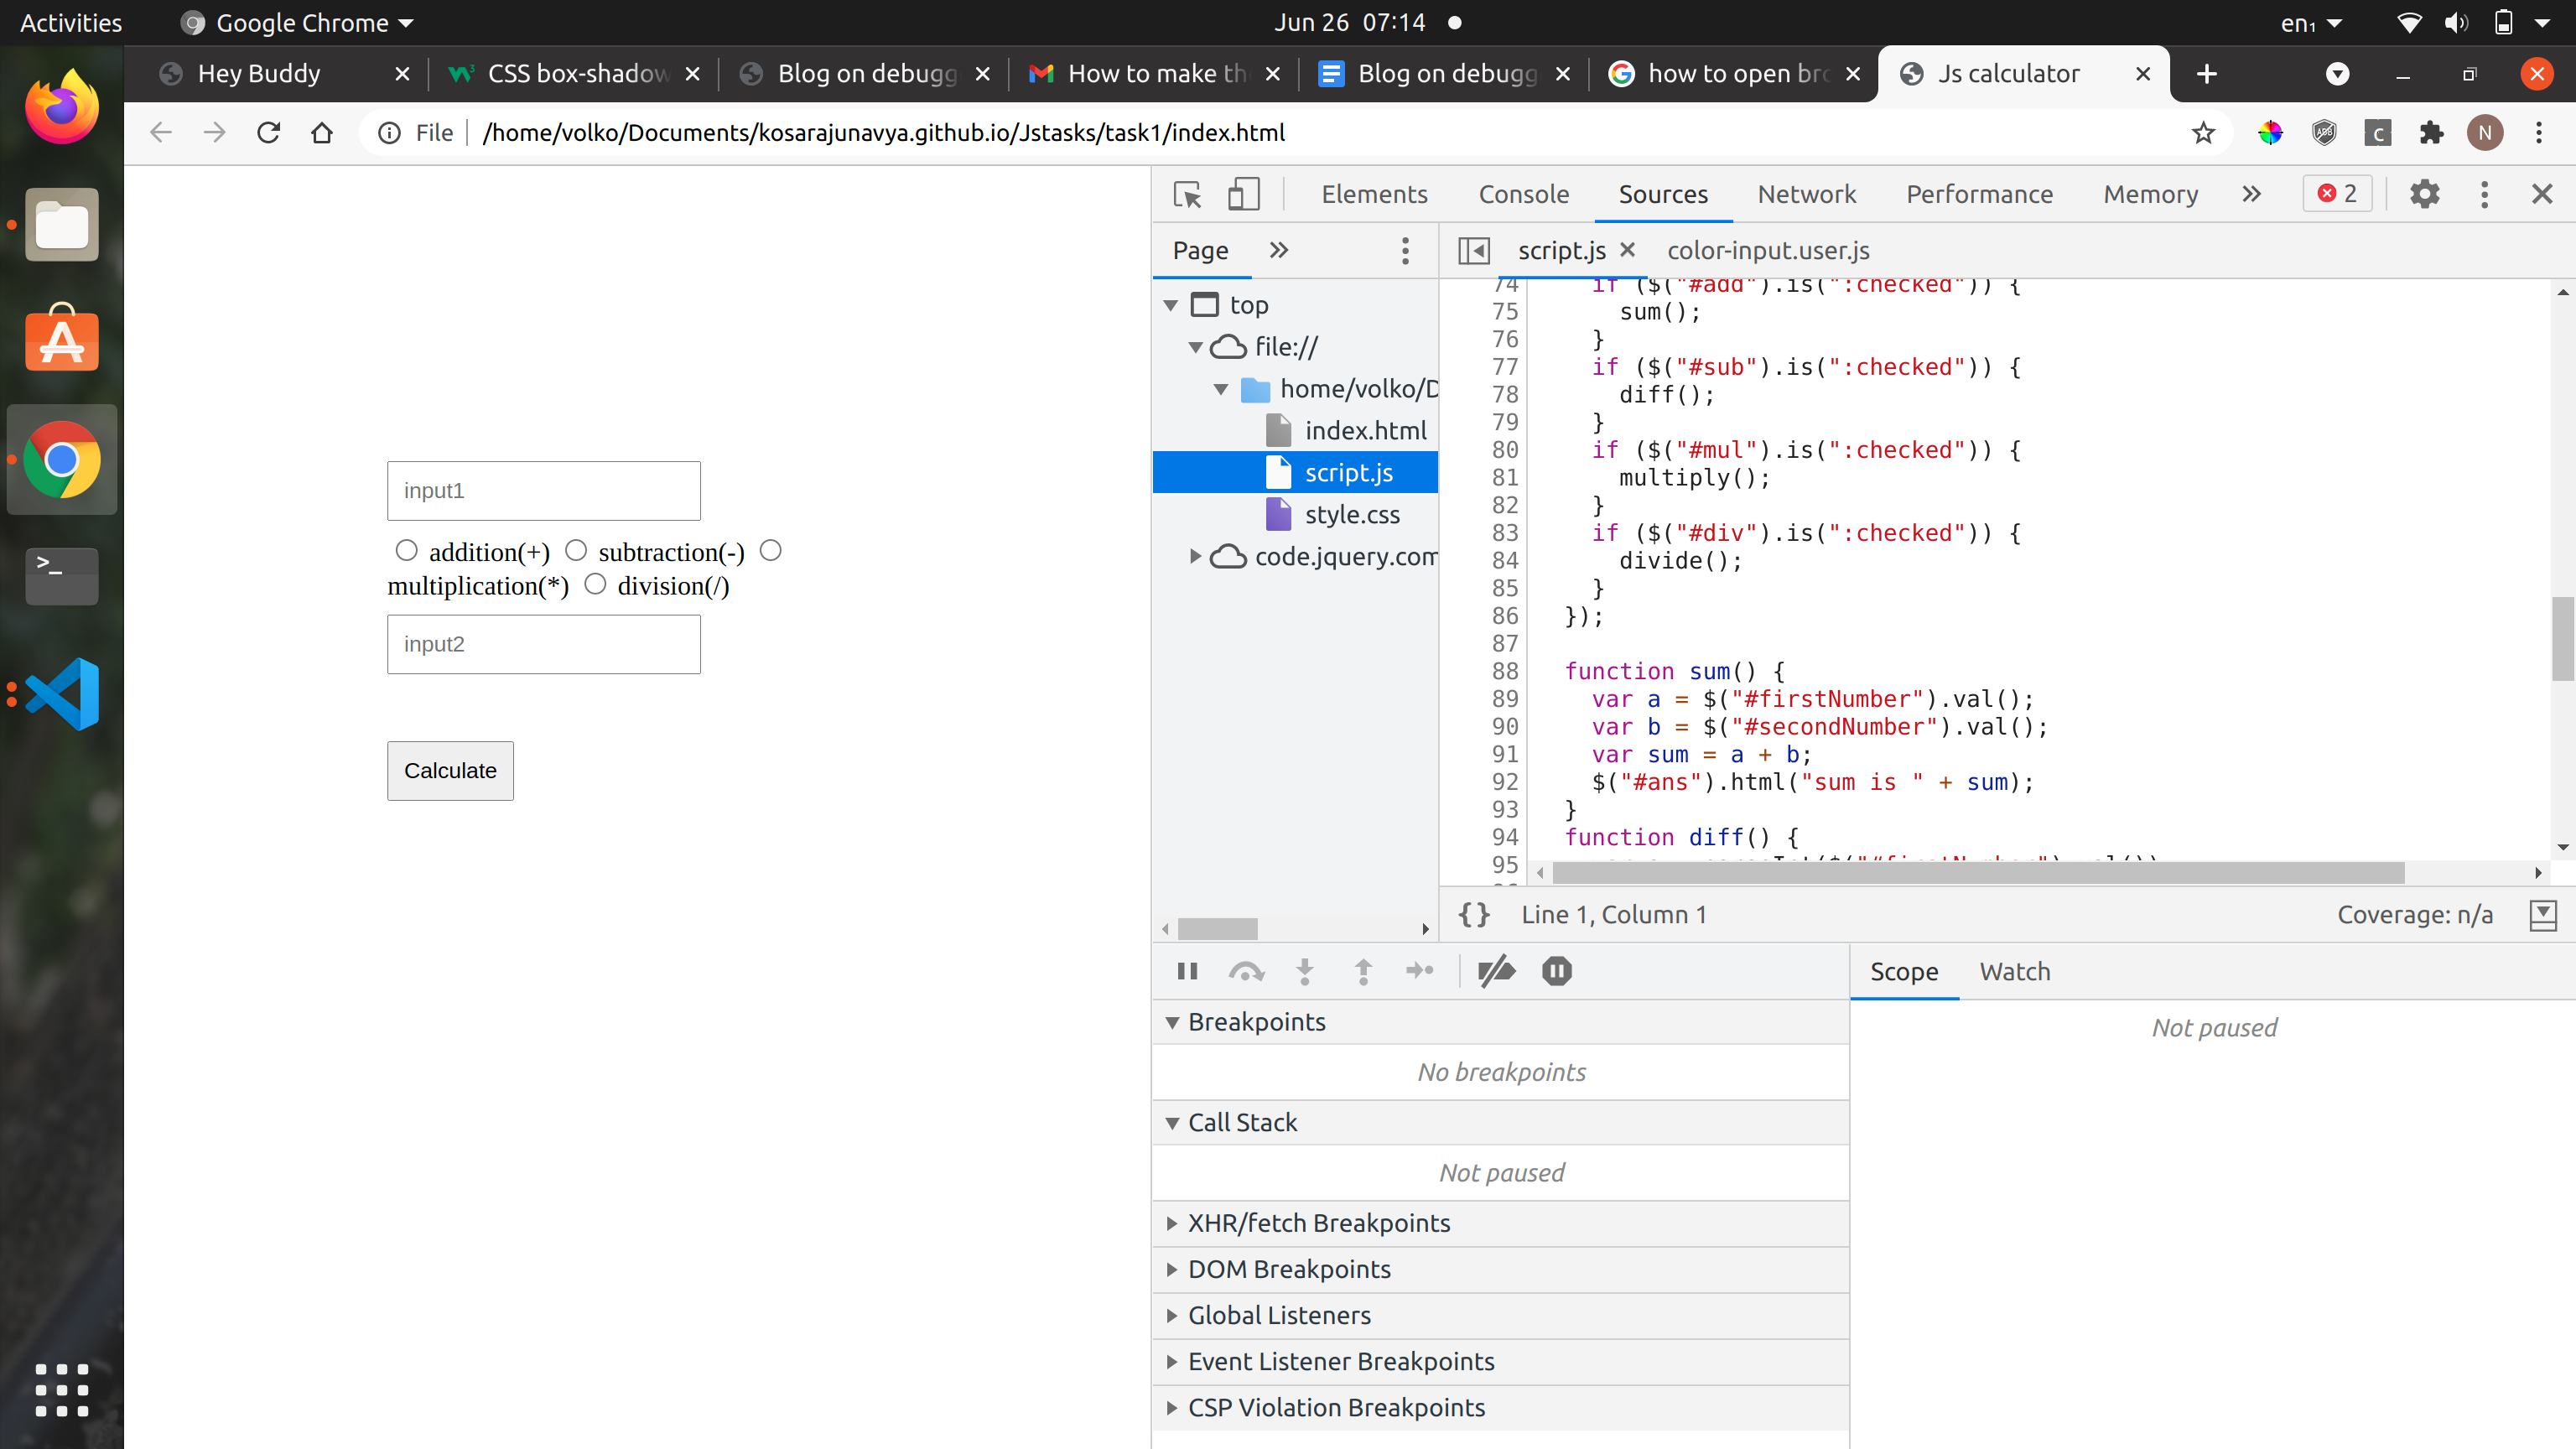 Activities
Google Chrome
Jun 26 07:14
en₁
Hey Buddy
CSS box-shadow
Blog on debugg
How to make th
Blog on debugg
how to open bro
Js calculator
File
/home/volko/Documents/kosarajunavya.github.io/Jstasks/task1/index.html
N
input1
addition(+)
subtraction(-)
multiplication(*)
division(/)
input2
Calculate
Elements
Console
Sources
Network
Performance
Memory
2
Page
top
file://
home/volko/D
index.html
script.js
style.css
code.jquery.com
script.js
color-input.user.js
74 if ($("#add").is(":checked")) {
75 sum();
76 }
77 if ($("#sub").is(":checked")) {
78 diff();
79 }
80 if ($("#mul").is(":checked")) {
81 multiply();
82 }
83 if ($("#div").is(":checked")) {
84 divide();
85 }
86 });
87
88 function sum() {
89 var a = $("#firstNumber").val();
90 var b = $("#secondNumber").val();
91 var sum = a + b;
92 $("#ans").html("sum is " + sum);
93 }
94 function diff() {
95
{}
Line 1, Column 1
Coverage: n/a
Breakpoints
No breakpoints
Call Stack
Not paused
XHR/fetch Breakpoints
DOM Breakpoints
Global Listeners
Event Listener Breakpoints
CSP Violation Breakpoints
Scope
Watch
Not paused